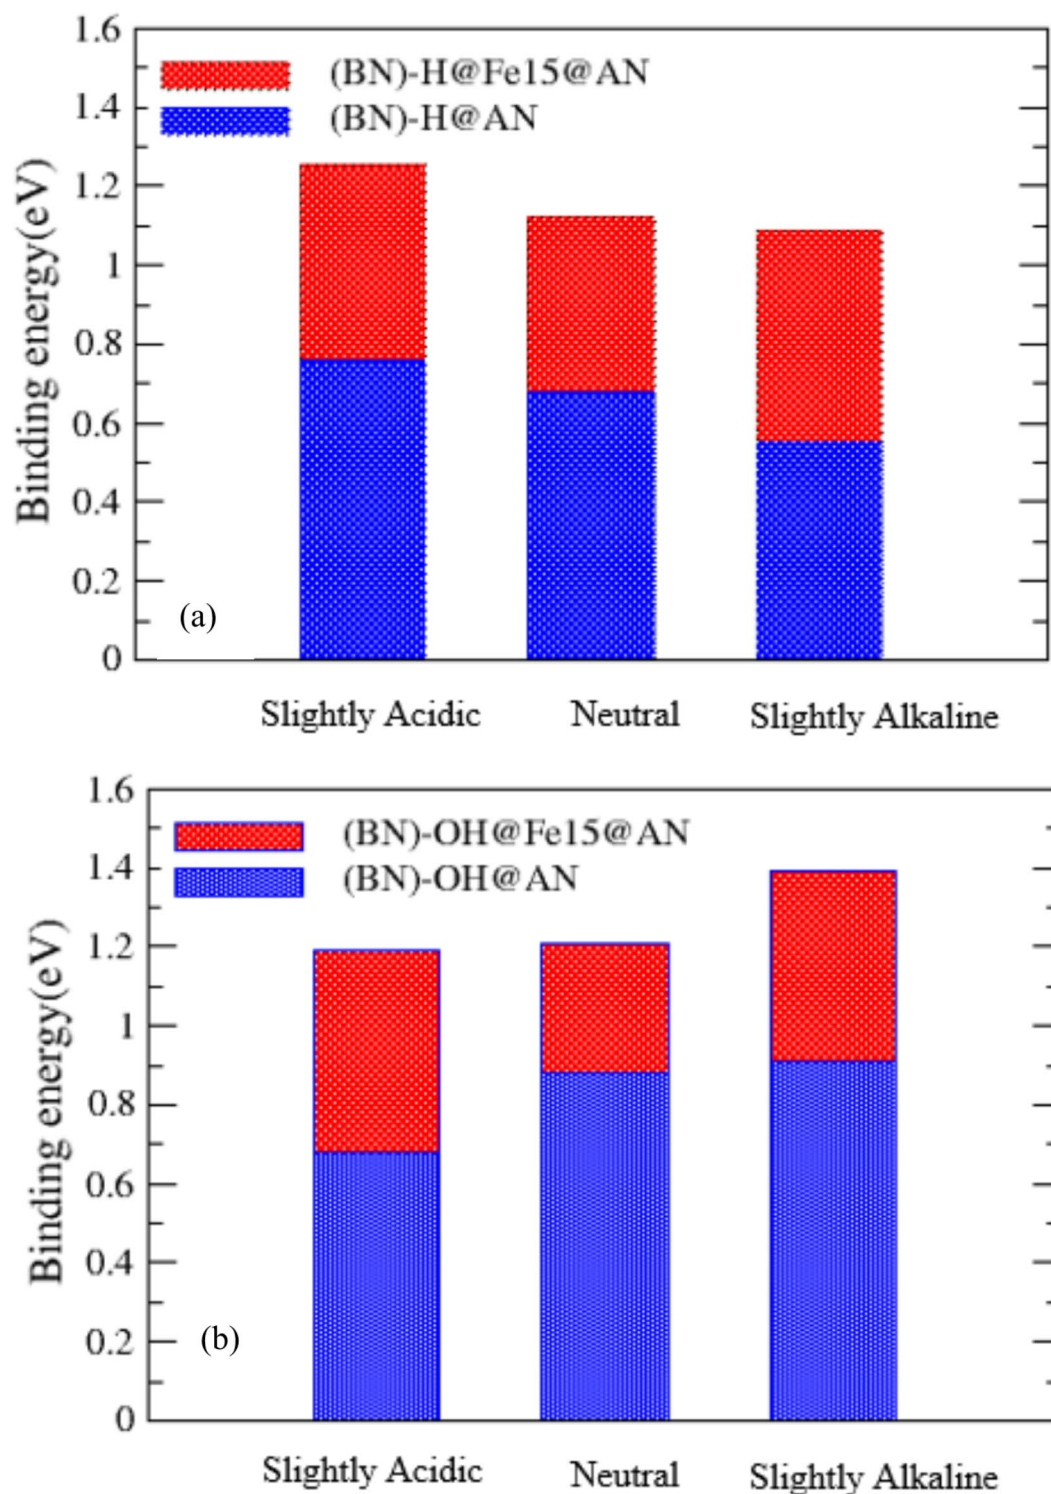 1.6
(BN)-H@Fe15@AN
1.4
(BN)-H@AN
1.2
1
0.8
0.6
0.4
0.2
0
Binding energy(eV)
(a)
Slightly Acidic Neutral Slightly Alkaline
1.6
(BN)-OH@Fe15@AN
1.4
(BN)-OH@AN
1.2
1
0.8
0.6
0.4
0.2
0
Binding energy(eV)
(b)
Slightly Acidic Neutral Slightly Alkaline